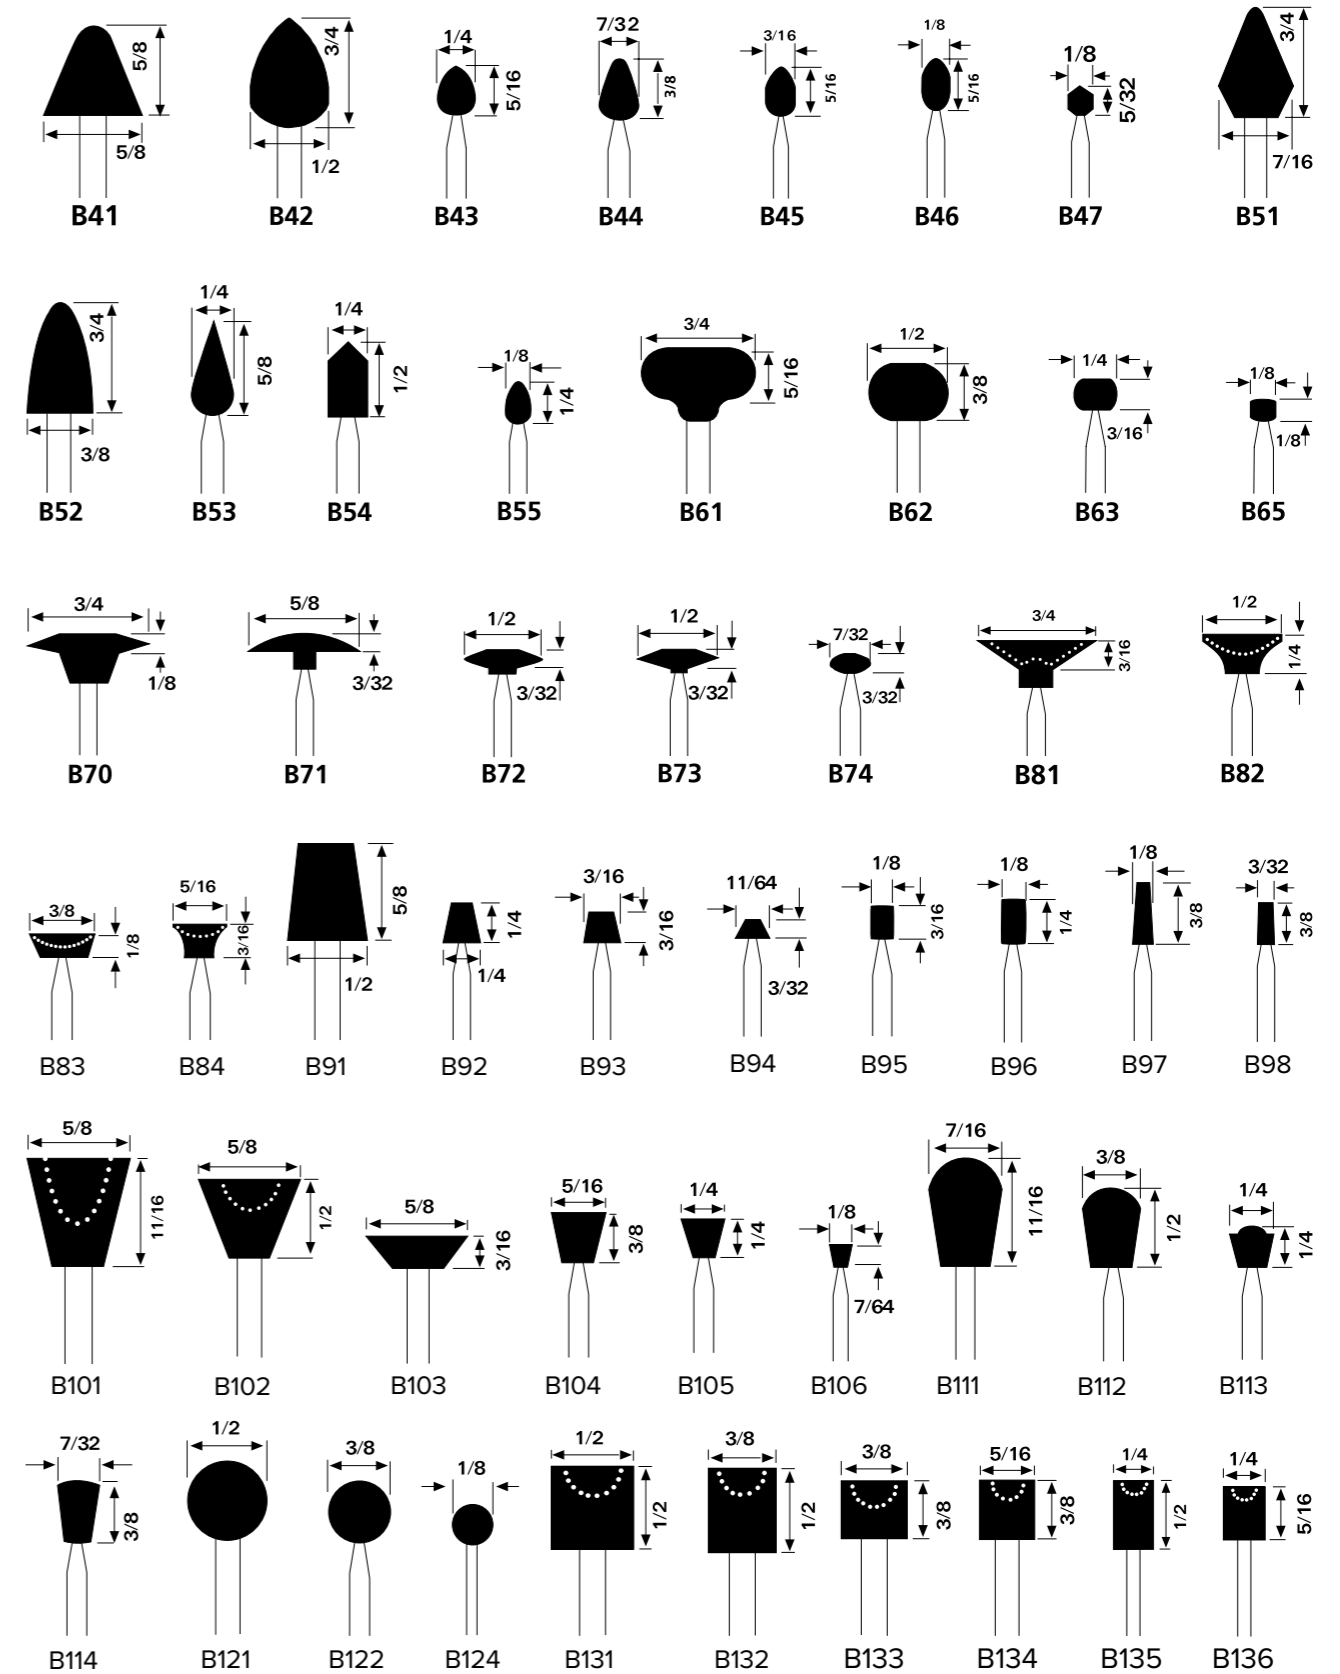 5/8
5/8
B41
3/4
1/2
B42
1/4
5/16
B43
7/32
3/8
B44
3/16
5/16
B45
1/8
5/16
B46
1/8
5/32
B47
3/4
7/16
B51
3/4
3/8
B52
1/4
5/8
B53
1/4
1/2
B54
1/8
1/4
B55
3/4
5/16
B61
1/2
3/8
B62
1/4
3/16
B63
1/8
1/8
B65
3/4
1/8
B70
5/8
3/32
B71
1/2
3/32
B72
1/2
3/32
B73
7/32
3/32
B74
3/4
3/16
B81
1/2
1/4
B82
3/8
1/8
B83
5/16
3/16
B84
5/8
1/2
B91
1/4
1/4
B92
3/16
3/16
B93
11/64
3/32
B94
1/8
3/16
B95
1/8
1/4
B96
1/8
3/8
B97
3/32
3/8
B98
5/8
11/16
B101
5/8
1/2
B102
5/8
3/16
B103
5/16
3/8
B104
1/4
1/4
B105
1/8
7/64
B106
7/16
11/16
B111
3/8
1/2
B112
1/4
1/4
B113
7/32
3/8
B114
1/2
B121
3/8
B122
1/8
B124
1/2
1/2
B131
3/8
1/2
B132
3/8
3/8
B133
5/16
3/8
B134
1/4
1/2
B135
1/4
5/16
B136